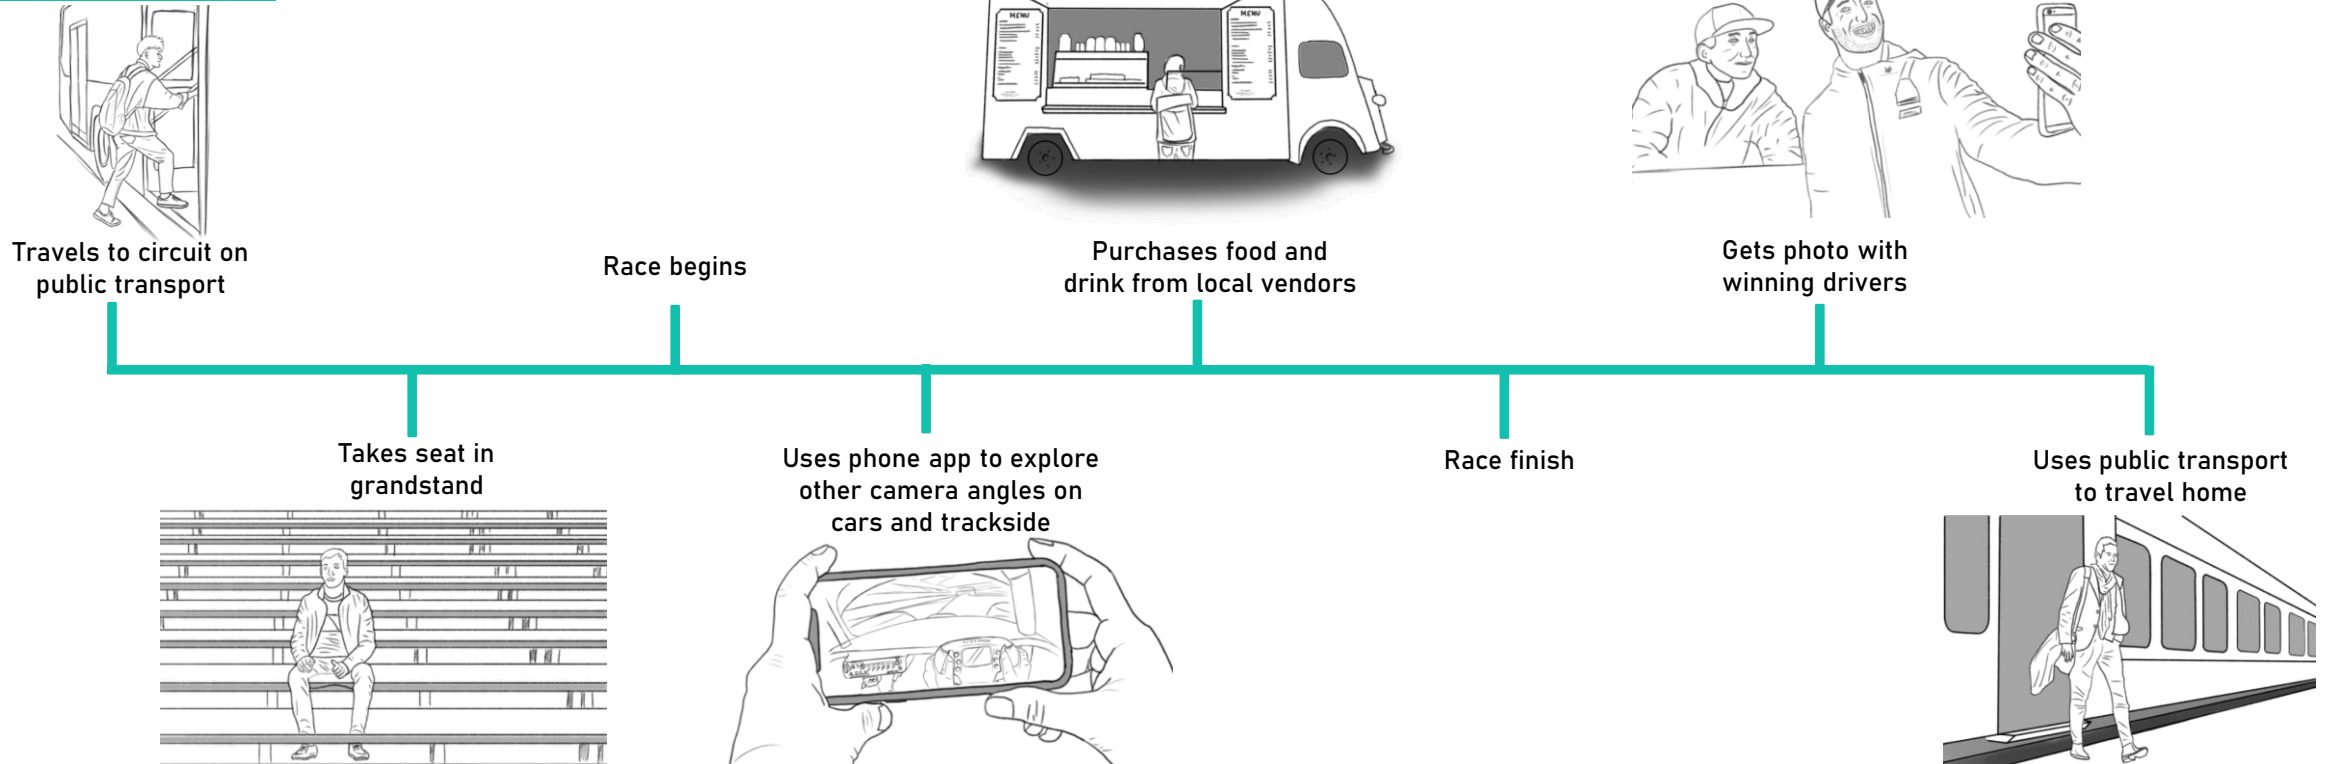 MENU
MENU
Travels to circuit on
public transport
Race begins
Purchases food and
drink from local vendors
Gets photo with
winning drivers
Takes seat in
grandstand
Uses phone app to explore
other camera angles on
cars and trackside
Race finish
Uses public transport
to travel home